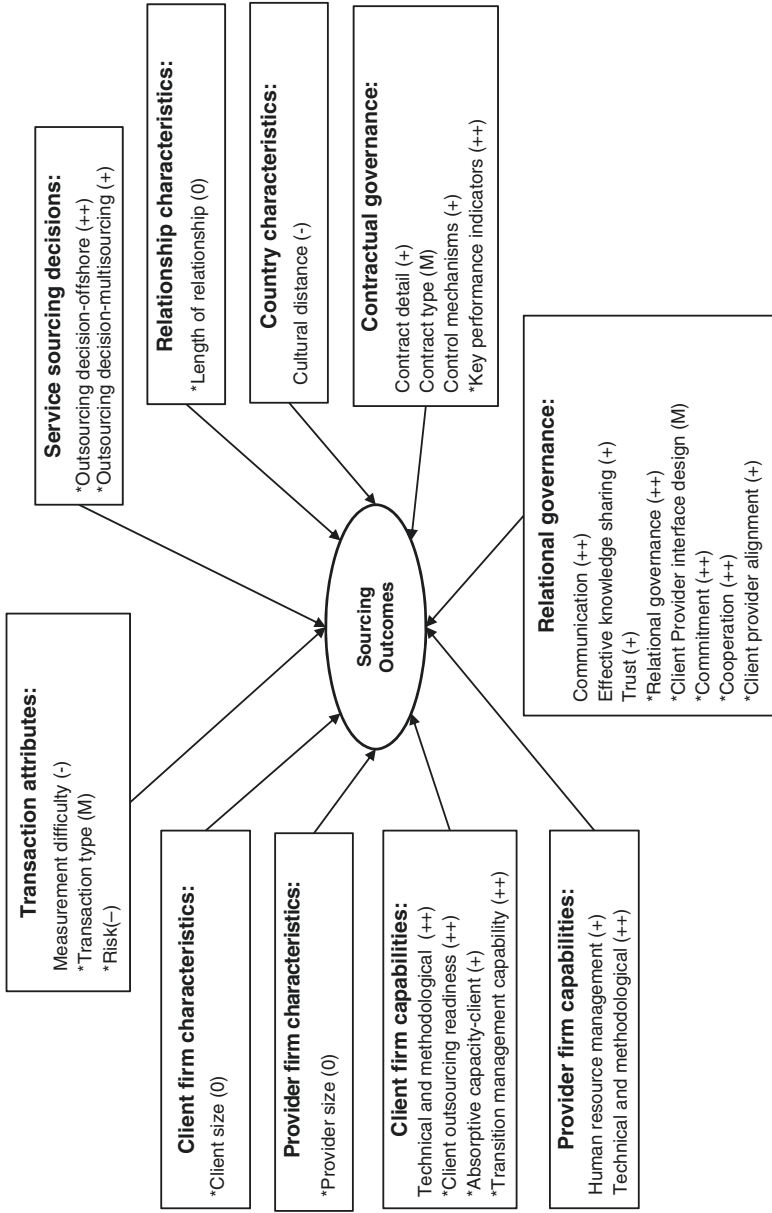 Transaction attributes:
Measurement difficulty (-)
*Transaction type (M)
*Risk(–)
Service sourcing decisions:
*Outsourcing decision-offshore (++)
*Outsourcing decision-multisourcing (+)
Client firm characteristics:
*Client size (0)
Relationship characteristics:
*Length of relationship (0)
Provider firm characteristics:
*Provider size (0)
Sourcing
Outcomes
Country characteristics:
Cultural distance (-)
Client firm capabilities:
Technical and methodological (++)
*Client outsourcing readiness (++)
*Absorptive capacity-client (+)
*Transition management capability (++)
Contractual governance:
Contract detail (+)
Contract type (M)
Control mechanisms (+)
*Key performance indicators (++)
Provider firm capabilities:
Human resource management (+)
Technical and methodological (++)
Relational governance:
Communication (++)
Effective knowledge sharing (+)
Trust (+)
*Relational governance (++)
*Client Provider interface design (M)
*Commitment (++)
*Cooperation (++)
*Client provider alignment (+)